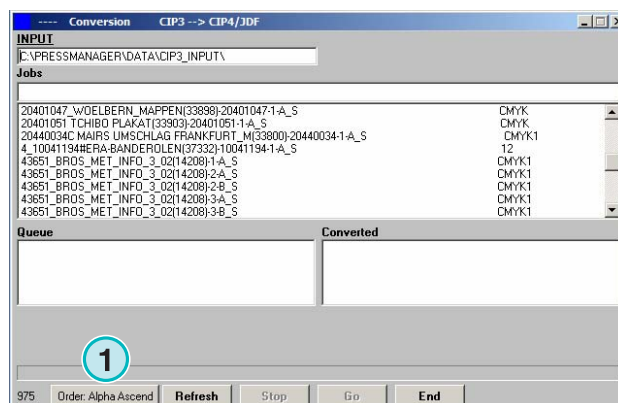 ---- Conversion CIP3 --> CIP4/JDF
INPUT
C:\PRESSMANAGER\DATA\CIP3_INPUT\
Jobs
20401047_WOELBERN_MAPPEN(33898)-20401047-1-A_S CMYK
20401051 TCHIBO PLAKAT(33903)-20401051-1-A_S CMYK
20440034C MAIRS UMSCHLAG FRANKFURT_M(33800)-20440034-1-A_S CMYK1
4_10041194#ERA-BANDEROLEN(37332)-10041194-1-A_S 12
43651_BROS_MET_INFO_3_02(14208)-1-A_S CMYK1
43651_BROS_MET_INFO_3_02(14208)-2-A_S CMYK1
43651_BROS_MET_INFO_3_02(14208)-2-B_S CMYK1
43651_BROS_MET_INFO_3_02(14208)-3-A_S CMYK1
43651_BROS_MET_INFO_3_02(14208)-3-B_S CMYK1
Queue Converted
1
975 Order: Alpha Ascend Refresh Stop Go End